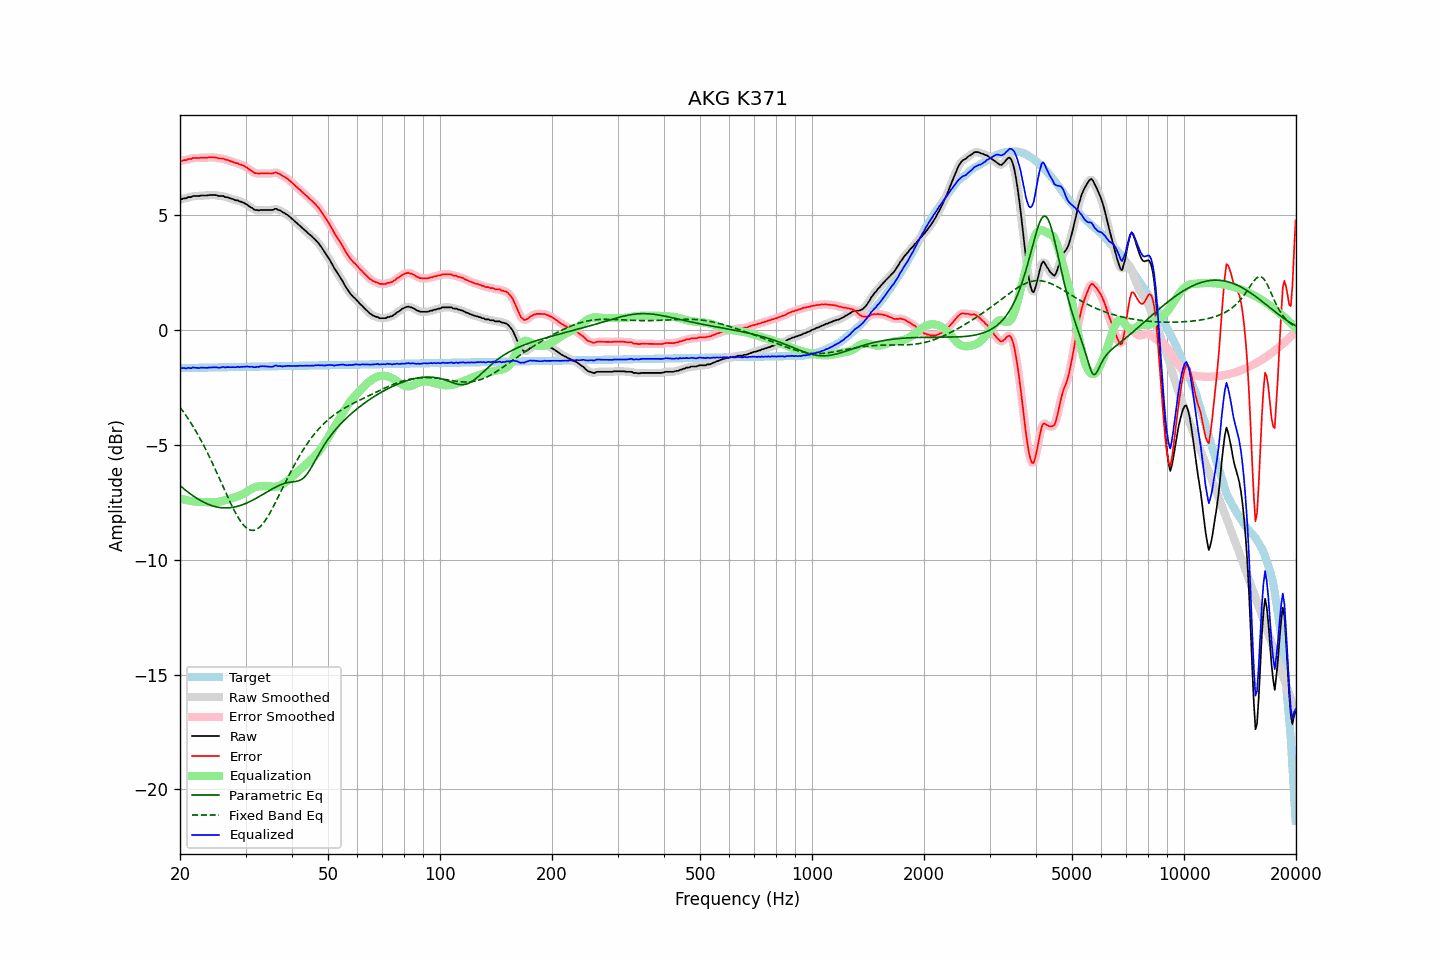 AKG K371
Amplitude (dBr)
5
0
−5
−10
−15
−20
Target
Raw Smoothed
Error Smoothed
Raw
Error
Equalization
Parametric Eq
Fixed Band Eq
Equalized
20 50 100 200 500 1000 2000 5000 10000 20000
Frequency (Hz)